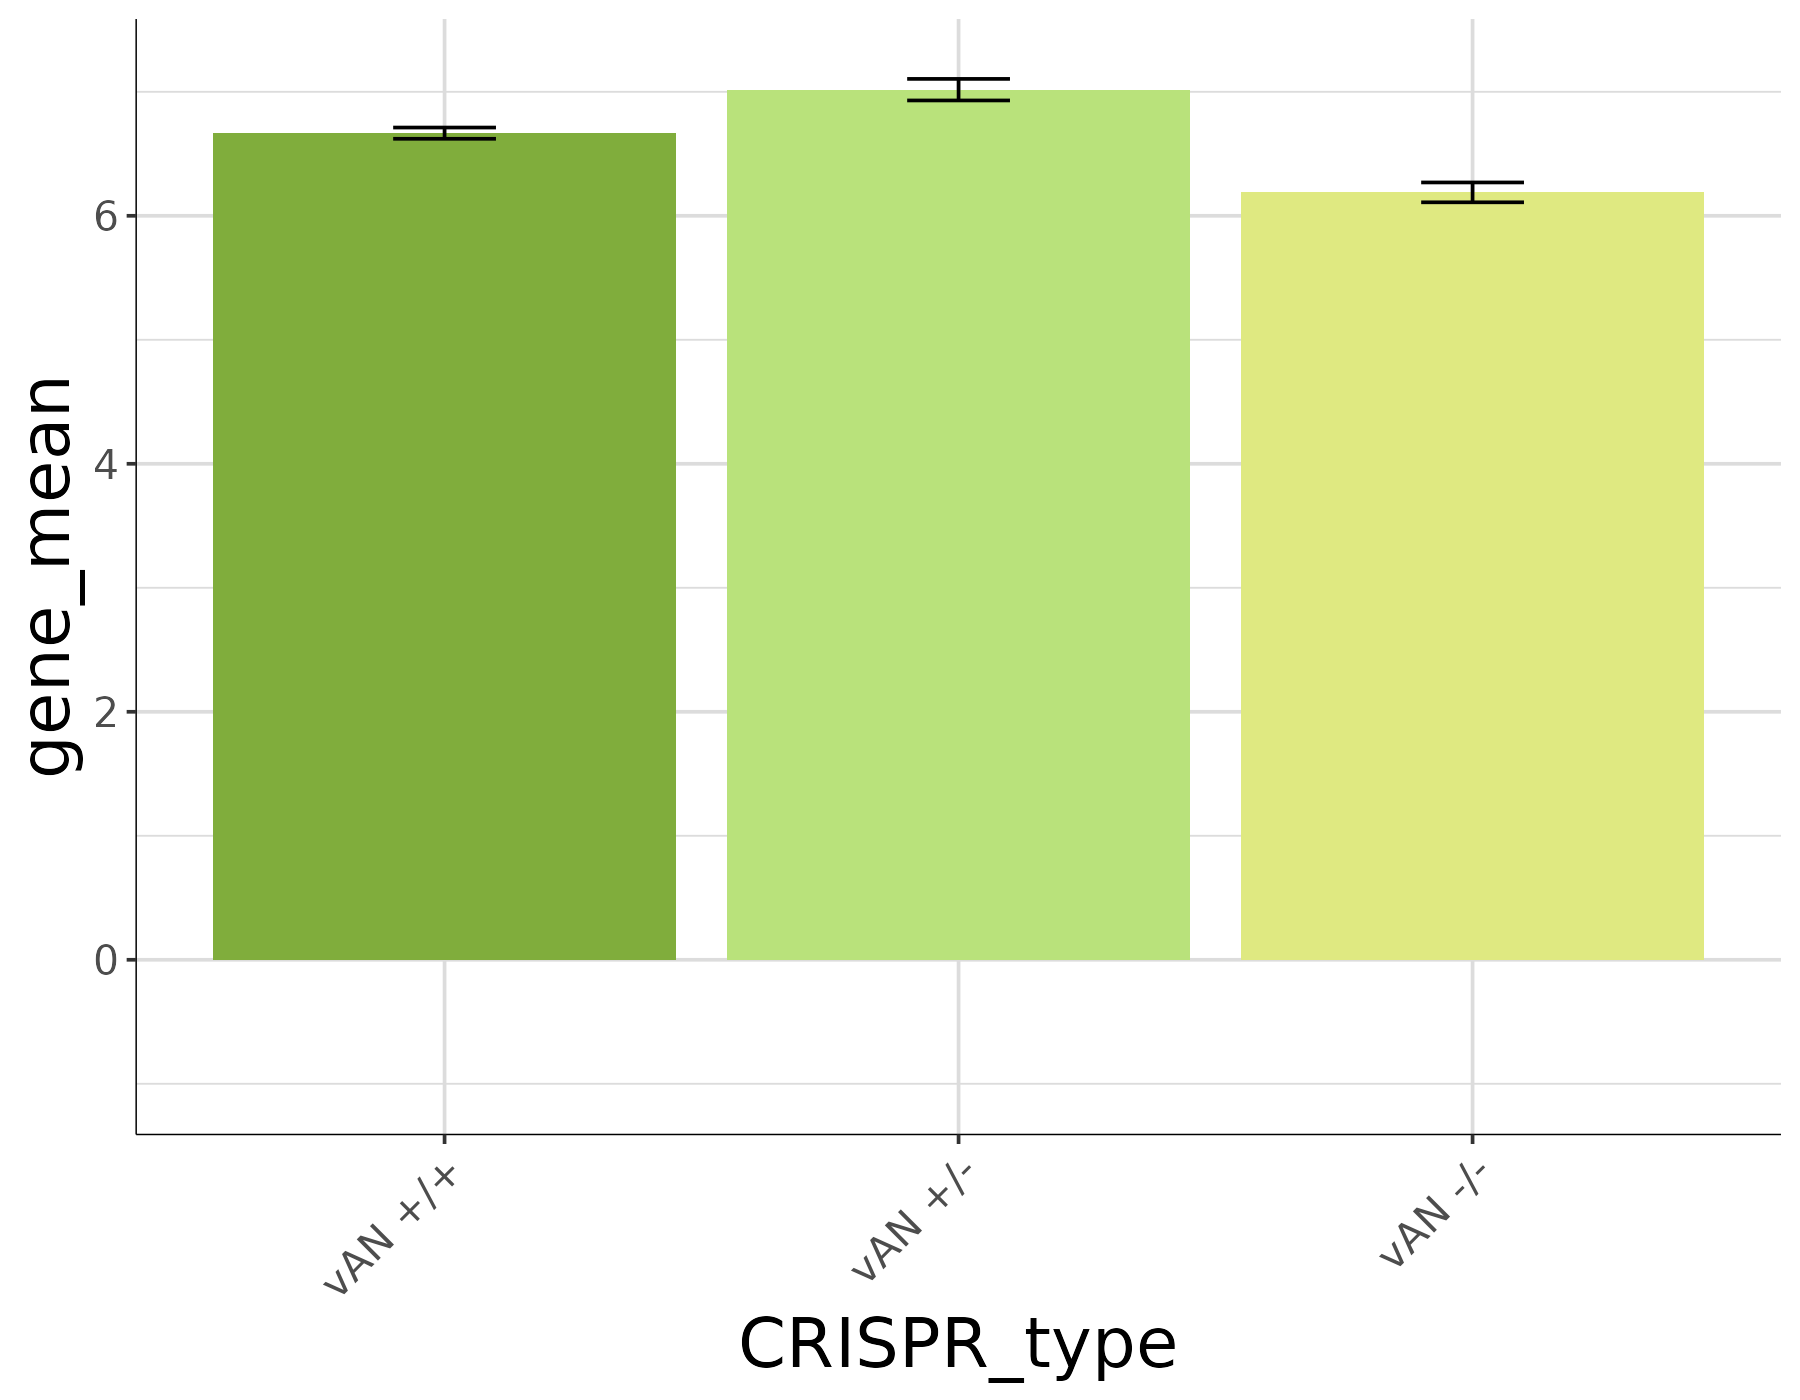 gene_mean
6
4
2
0
vAN +/+
vAN +/-
vAN -/-
CRISPR_type